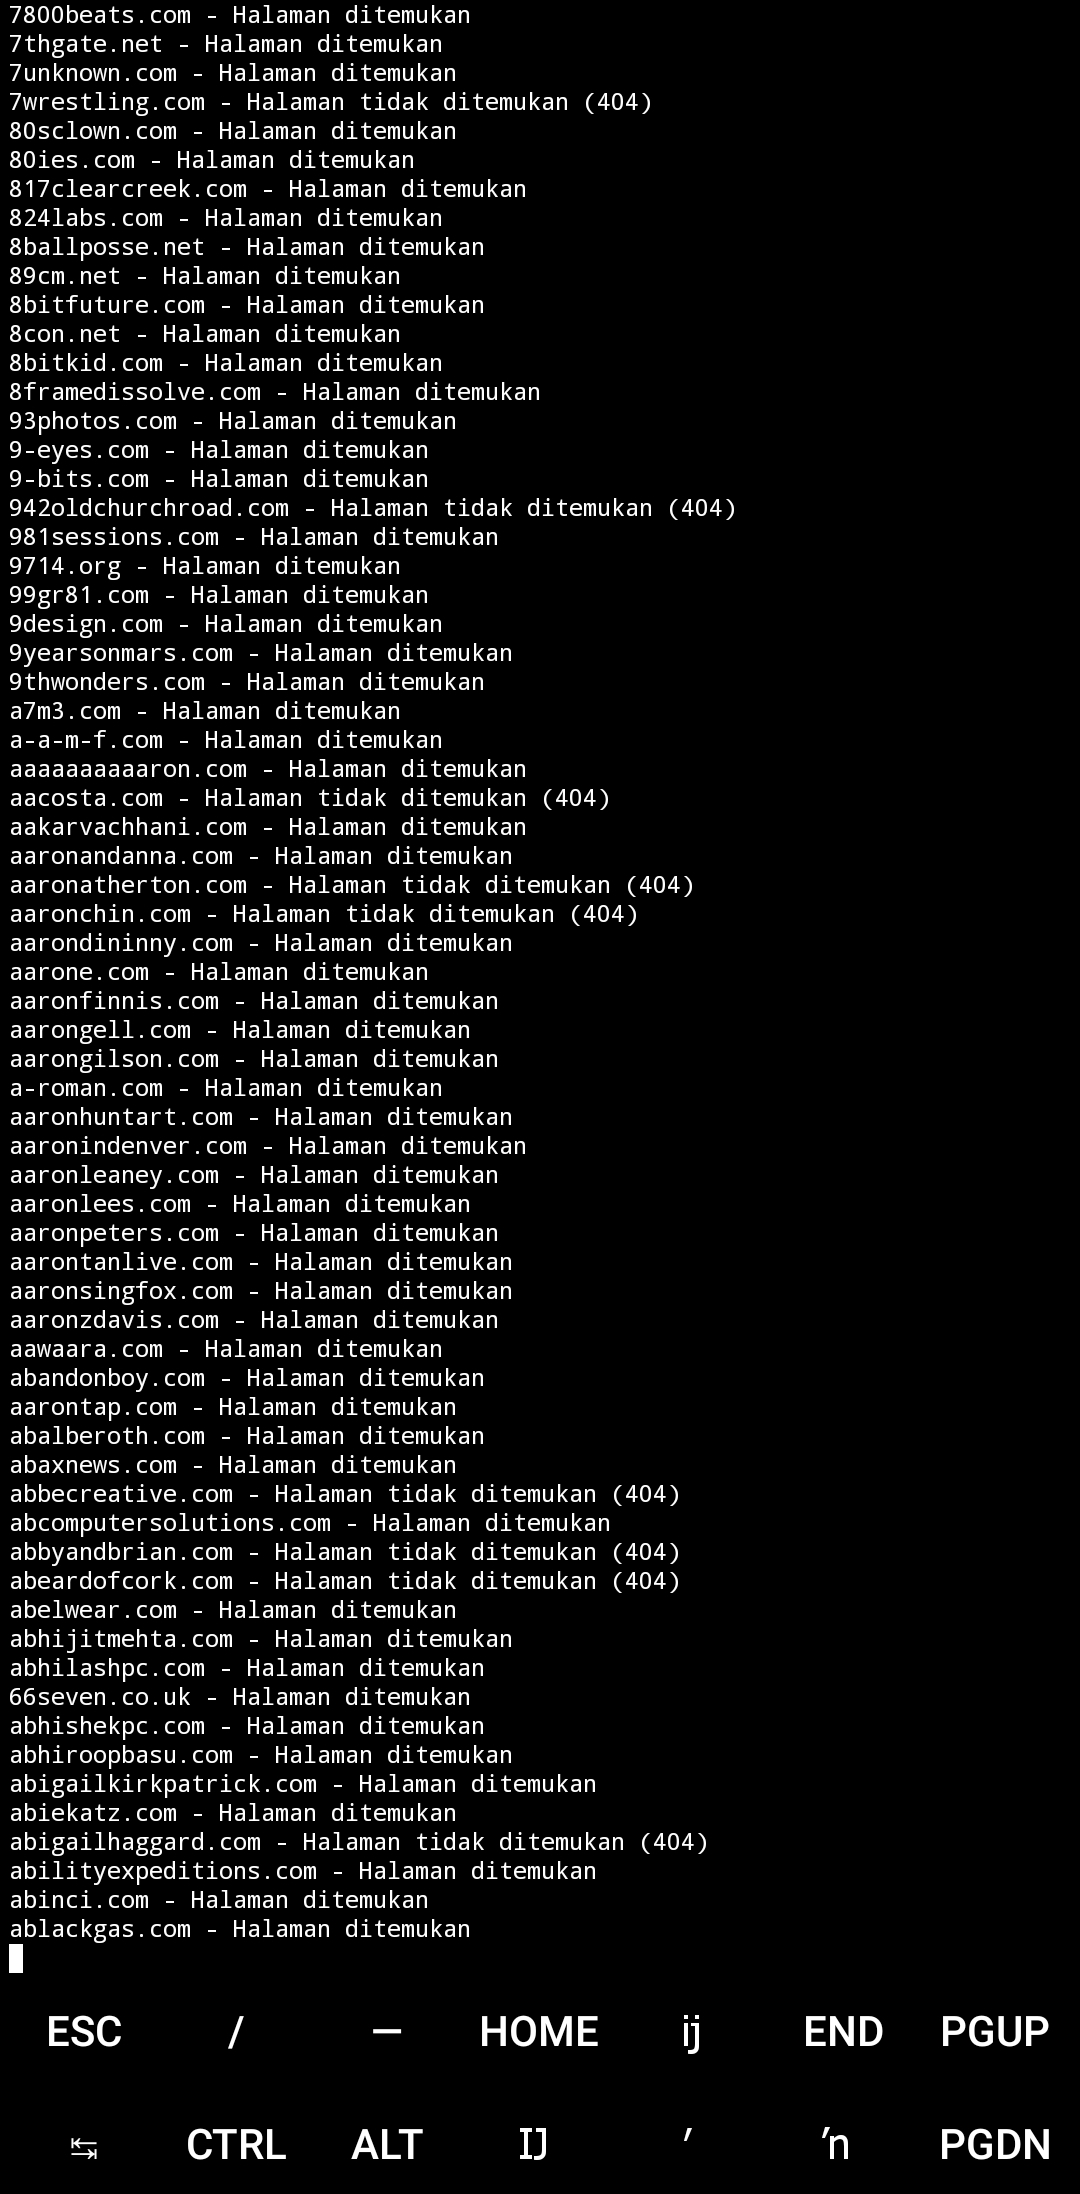 7800beats.com - Halaman ditemukan
7thgate.net - Halaman ditemukan
7unknown.com - Halaman ditemukan
7wrestling.com - Halaman tidak ditemukan (404)
80sclown.com - Halaman ditemukan
80ies.com - Halaman ditemukan
817clearcreek.com - Halaman ditemukan
824labs.com - Halaman ditemukan
8ballposse.net - Halaman ditemukan
89cm.net - Halaman ditemukan
8bitfuture.com - Halaman ditemukan
8con.net - Halaman ditemukan
8bitkid.com - Halaman ditemukan
8framedissolve.com - Halaman ditemukan
93photos.com - Halaman ditemukan
9-eyes.com - Halaman ditemukan
9-bits.com - Halaman ditemukan
942oldchurchroad.com - Halaman tidak ditemukan (404)
981sessions.com - Halaman ditemukan
9714.org - Halaman ditemukan
99gr81.com - Halaman ditemukan
9design.com - Halaman ditemukan
9yearsonmars.com - Halaman ditemukan
9thwonders.com - Halaman ditemukan
a7m3.com - Halaman ditemukan
a-a-m-f.com - Halaman ditemukan
aaaaaaaaaaron.com - Halaman ditemukan
aacosta.com - Halaman tidak ditemukan (404)
aakarvachhani.com - Halaman ditemukan
aaronandanna.com - Halaman ditemukan
aaronatherton.com - Halaman tidak ditemukan (404)
aaronchin.com - Halaman tidak ditemukan (404)
aarondininny.com - Halaman ditemukan
aarone.com - Halaman ditemukan
aaronfinnis.com - Halaman ditemukan
aarongell.com - Halaman ditemukan
aarongilson.com - Halaman ditemukan
a-roman.com - Halaman ditemukan
aaronhuntart.com - Halaman ditemukan
aaronindenver.com - Halaman ditemukan
aaronleaney.com - Halaman ditemukan
aaronlees.com - Halaman ditemukan
aaronpeters.com - Halaman ditemukan
aarontanlive.com - Halaman ditemukan
aaronsingfox.com - Halaman ditemukan
aaronzdavis.com - Halaman ditemukan
aawaara.com - Halaman ditemukan
abandonboy.com - Halaman ditemukan
aarontap.com - Halaman ditemukan
abalberoth.com - Halaman ditemukan
abaxnews.com - Halaman ditemukan
abbecreative.com - Halaman tidak ditemukan (404)
abcomputersolutions.com - Halaman ditemukan
abbyandbrian.com - Halaman tidak ditemukan (404)
abeardofcork.com - Halaman tidak ditemukan (404)
abelwear.com - Halaman ditemukan
abhijitmehta.com - Halaman ditemukan
abhilashpc.com - Halaman ditemukan
66seven.co.uk - Halaman ditemukan
abhishekpc.com - Halaman ditemukan
abhiroopbasu.com - Halaman ditemukan
abigailkirkpatrick.com - Halaman ditemukan
abiekatz.com - Halaman ditemukan
abigailhaggard.com - Halaman tidak ditemukan (404)
abilityexpeditions.com - Halaman ditemukan
abinci.com - Halaman ditemukan
ablackgas.com - Halaman ditemukan
ESC / — HOME ĳ END PGUP
↹ CTRL ALT Ĳ ʼ ŉ PGDN